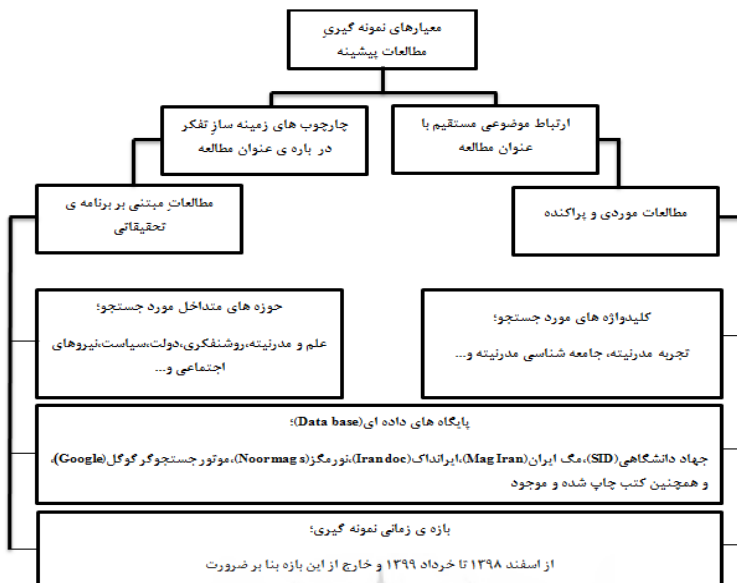 معیارهای نمونه گیریِ
مطالعات پیشینه
ارتباط موضوعی مستقیم با
عنوان مطالعه
چارچوب های زمینه سازِ تفکر
در باره ی عنوان مطالعه
مطالعات موردی و پراکنده
مطالعاتِ مبتنی بر برنامه ی
تحقیقاتی
کلیدواژه های مورد جستجو؛
تجربه مدرنیته، جامعه شناسی مدرنیته و...
حوزه های متداخل مورد جستجو؛
علم و مدرنیته،روشنفکری،دولت،سیاست،نیروهای
اجتماعی و...
پایگاه های داده ای(Data base)؛
جهاد دانشگاهی(SID)،مگ ایران(Mag Iran)،ایرانداک(Iran doc)،نورمگز(Noormag s)،موتور جستجوگر گوگل(Google)،
و همچنین کتب چاپ شده و موجود
بازه ی زمانی نمونه گیری؛
از اسفند ۱۳۹۸ تا خرداد ۱۳۹۹ و خارج از این بازه بنا بر ضرورت